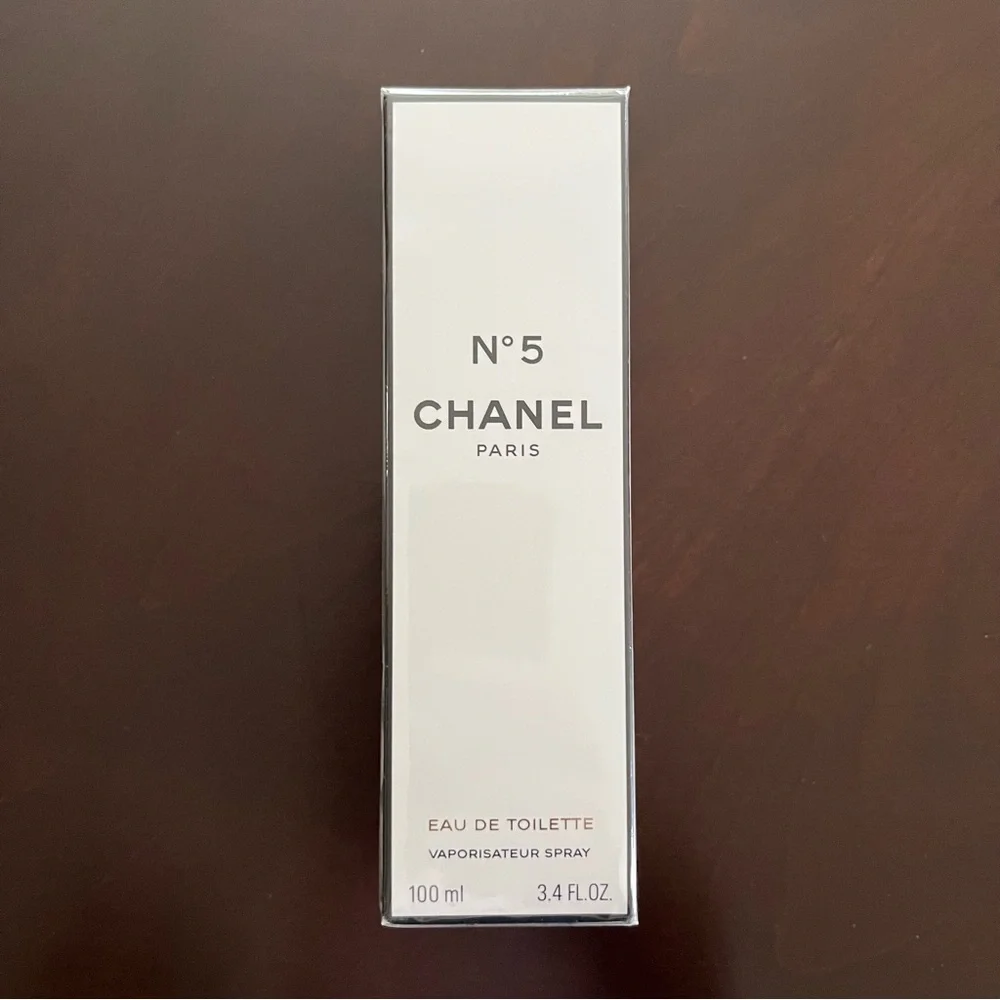 N°5
CHANEL
PARIS
EAU DE TOILETTE
VAPORISATEUR SPRAY
100 ml 3,4 FL.OZ.